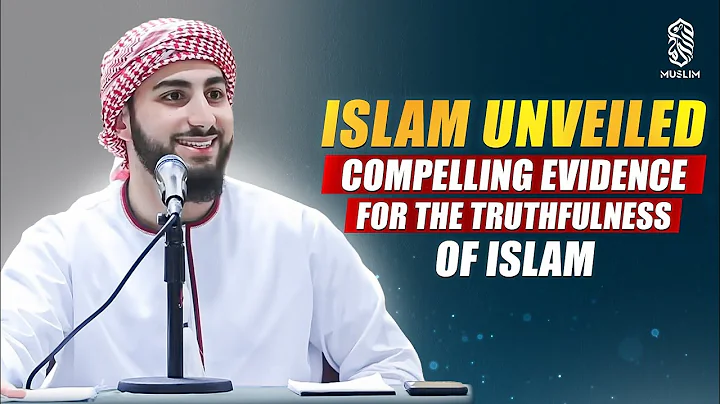 MUSLIM
ISLAM UNVEILED
COMPELLING EVIDENCE
FOR THE TRUTHFULNESS
OF ISLAM